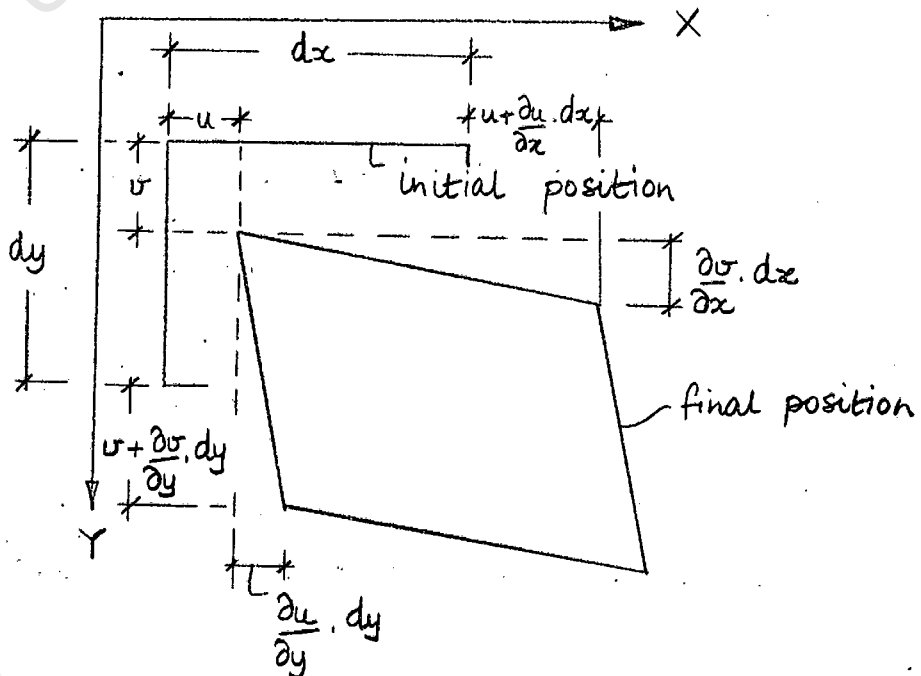 X
dx
u
u+∂u/∂x . dx
initial position
v
dy
∂v/∂x . dx
final position
v+∂v/∂y . dy
Y
∂u/∂y . dy